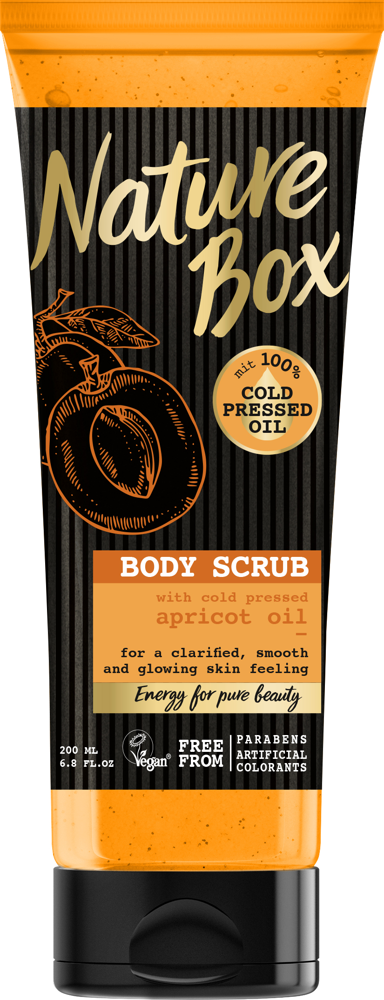 Nature
Box
mit 100%
COLD
PRESSED
OIL
BODY SCRUB
with cold pressed
apricot oil
–
for a clarified, smooth
and glowing skin feeling
Energy for pure beauty
200 ML
6.8 FL.OZ
Vegan®
FREE
FROM
PARABENS
ARTIFICIAL
COLORANTS